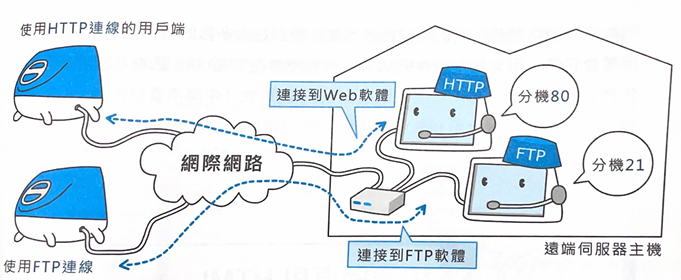 使用HTTP連線的用戶端
HTTP
連接到Web軟體
分機80
網際網路
FTP
分機21
連接到FTP軟體
遠端伺服器主機
使用FTP連線